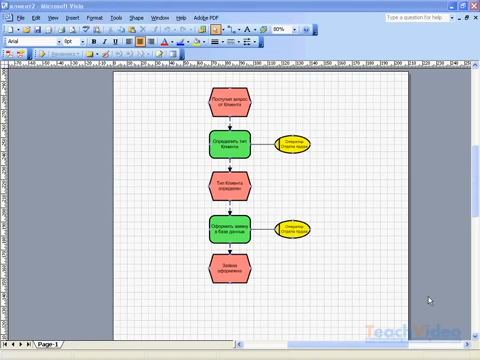 клиент2 - Microsoft Visio
File Edit View Insert Format Tools Shape Window Help Adobe PDF
Type a question for help
80%
Arial 8pt
Поступил запрос
от Клиента
Определить тип
Клиента
Оператор
Отдела продаж
Тип Клиента
определен
Оформить заявку
в базе данных
Оператор
Отдела продаж
Заявка
оформлена
TeachVideo
Page-1